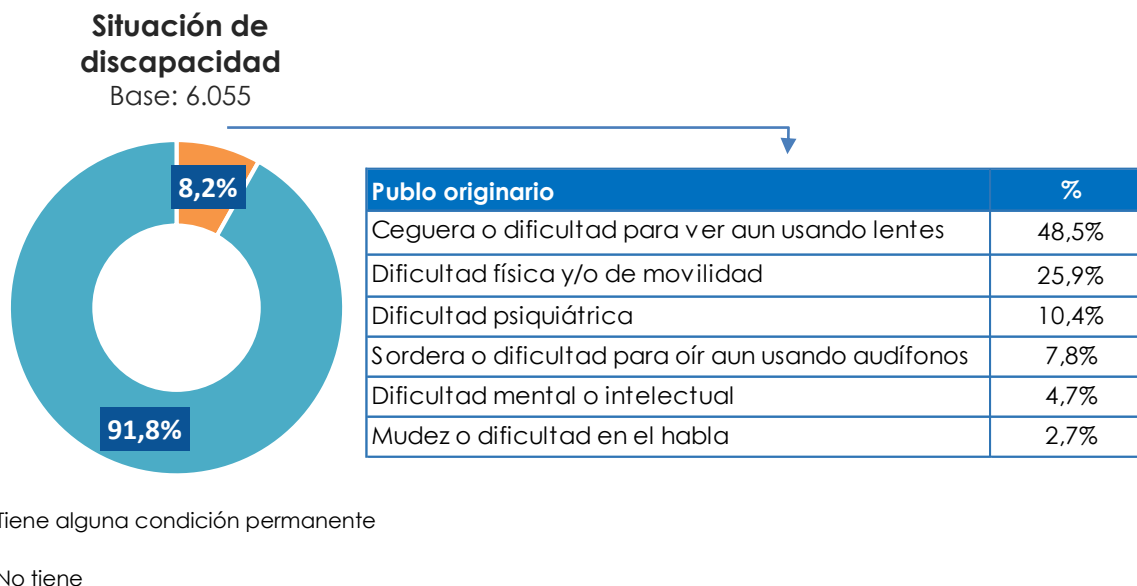 Situación de
discapacidad
Base: 6.055
8,2%
91,8%
Publo originario %
Ceguera o dificultad para ver aun usando lentes 48,5%
Dificultad física y/o de movilidad 25,9%
Dificultad psiquiátrica 10,4%
Sordera o dificultad para oír aun usando audífonos 7,8%
Dificultad mental o intelectual 4,7%
Mudez o dificultad en el habla 2,7%
Tiene alguna condición permanente
No tiene